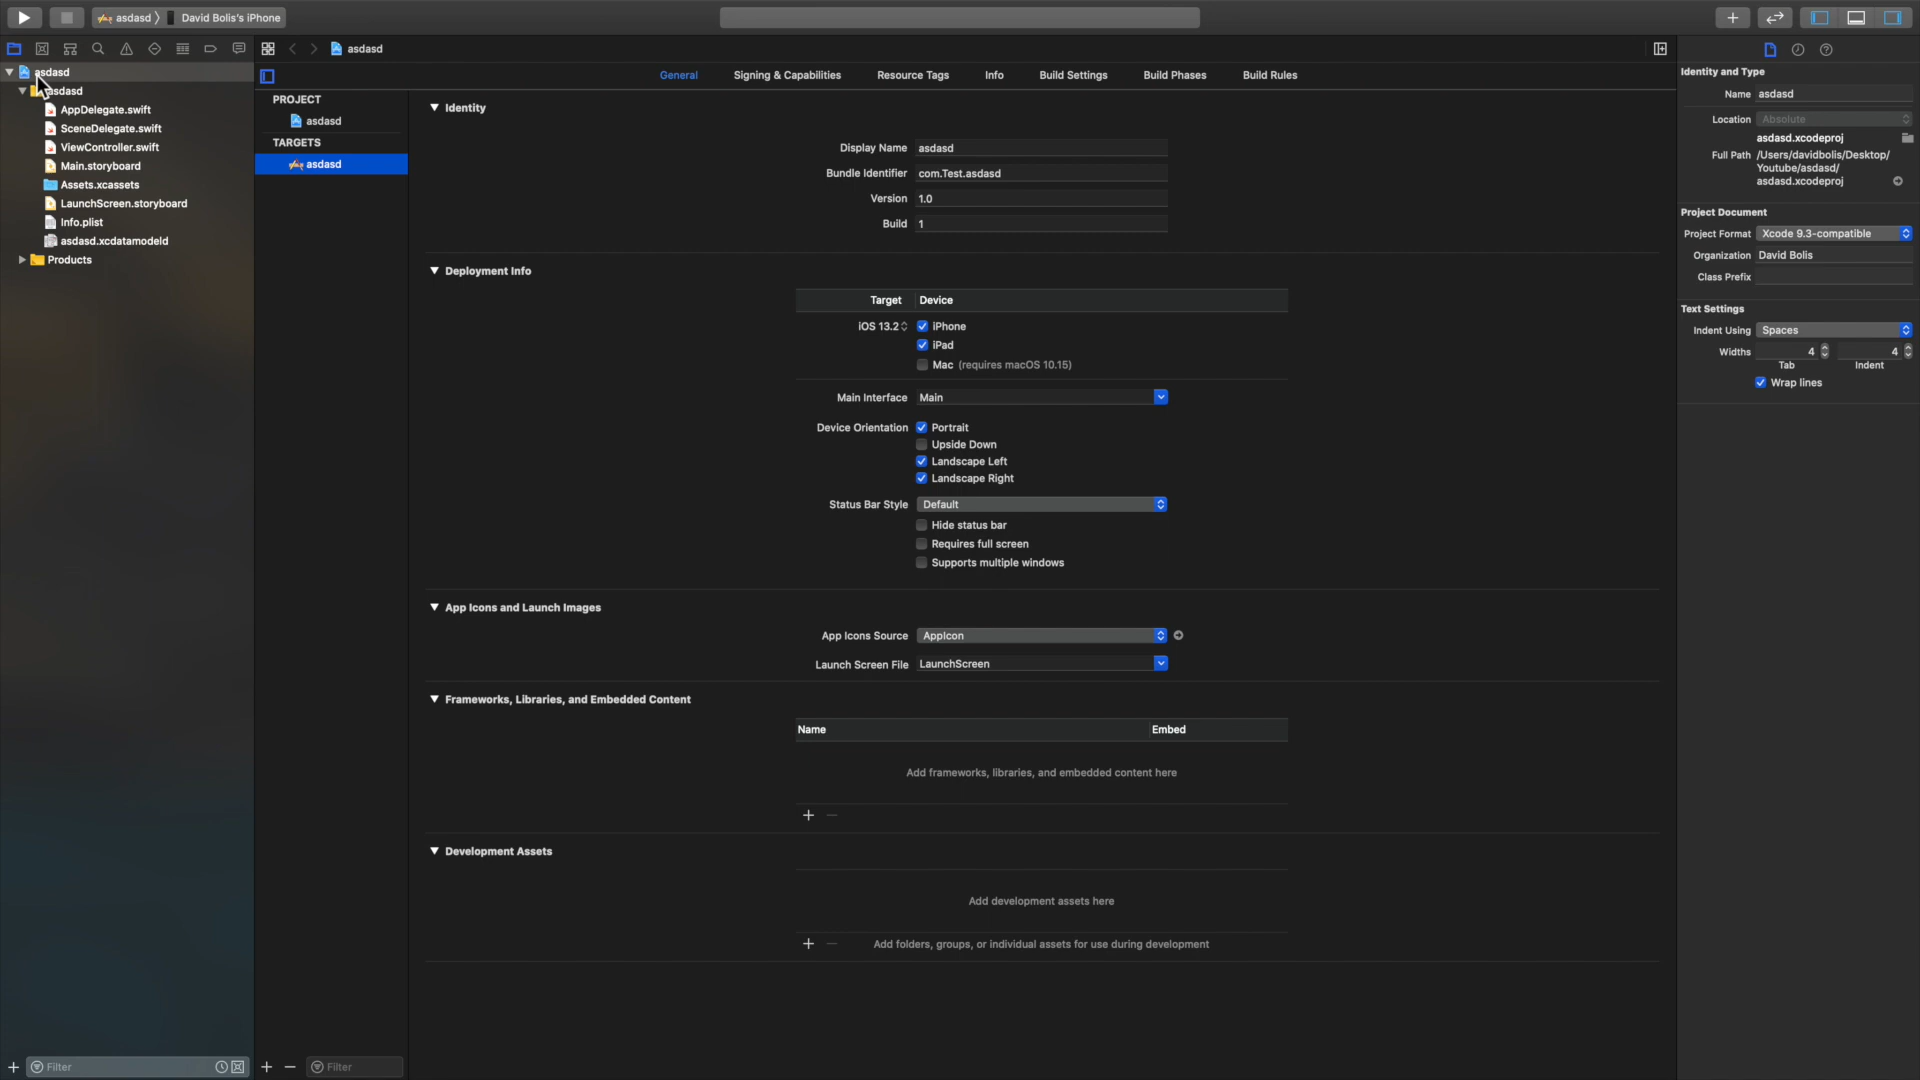 asdasd David Bolis's iPhone
asdasd
asdasd
asdasd
AppDelegate.swift
SceneDelegate.swift
ViewController.swift
Main.storyboard
Assets.xcassets
LaunchScreen.storyboard
Info.plist
asdasd.xcdatamodeld
Products
Filter
PROJECT
asdasd
TARGETS
asdasd
Filter
General Signing & Capabilities Resource Tags Info Build Settings Build Phases Build Rules
Identity
Display Name asdasd
Bundle Identifier com.Test.asdasd
Version 1.0
Build 1
Deployment Info
Target Device
iOS 13.2 iPhone
iPad
Mac (requires macOS 10.15)
Main Interface Main
Device Orientation Portrait
Upside Down
Landscape Left
Landscape Right
Status Bar Style Default
Hide status bar
Requires full screen
Supports multiple windows
App Icons and Launch Images
App Icons Source AppIcon
Launch Screen File LaunchScreen
Frameworks, Libraries, and Embedded Content
Name Embed
Add frameworks, libraries, and embedded content here
Development Assets
Add development assets here
Add folders, groups, or individual assets for use during development
Identity and Type
Name asdasd
Location Absolute
asdasd.xcodeproj
Full Path /Users/davidbolis/Desktop/
Youtube/asdasd/
asdasd.xcodeproj
Project Document
Project Format Xcode 9.3-compatible
Organization David Bolis
Class Prefix
Text Settings
Indent Using Spaces
Widths 4 4
Tab Indent
Wrap lines